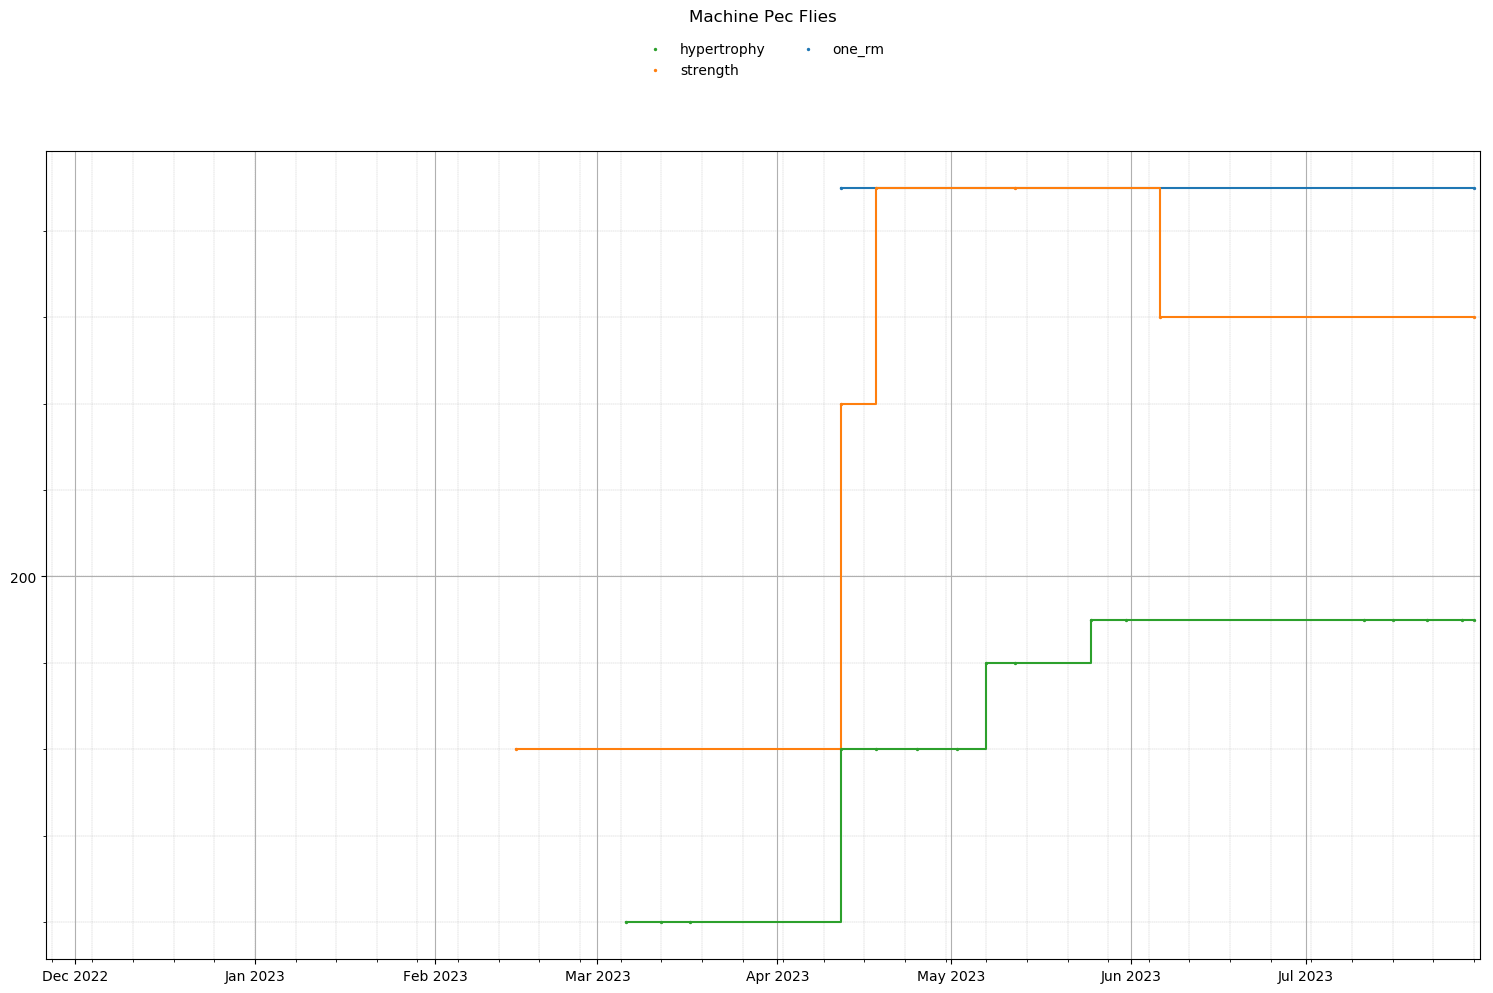 Machine Pec Flies
hypertrophy one_rm
strength
200
Dec 2022 Jan 2023 Feb 2023 Mar 2023 Apr 2023 May 2023 Jun 2023 Jul 2023